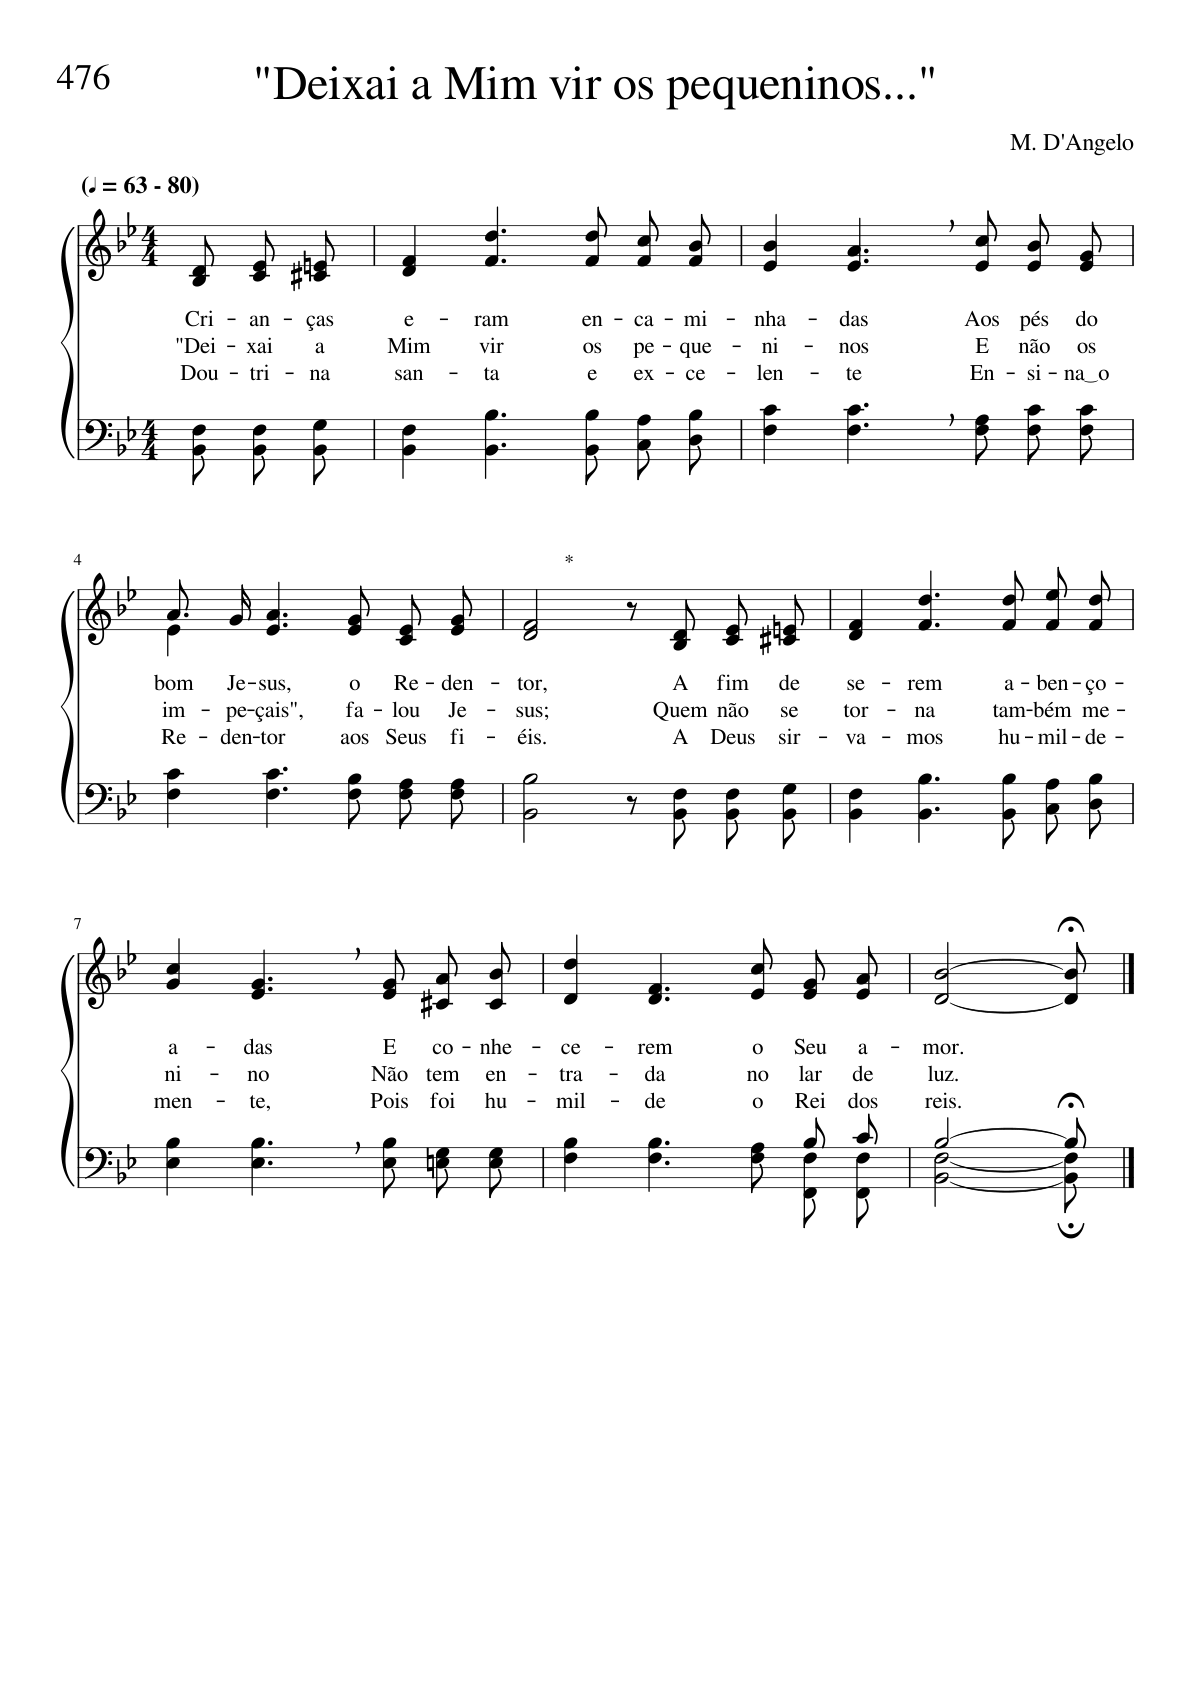 476
"Deixai a Mim vir os pequeninos..."
M. D'Angelo
(♩ = 63 - 80)
Cri – an – ças e – ram en – ca – mi – nha – das Aos pés do
"Dei – xai a Mim vir os pe – que – ni – nos E não os
Dou – tri – na san – ta e ex – ce – len – te En – si – na‿o
4
*
bom Je – sus, o Re – den – tor, A fim de se – rem a – ben – ço –
im – pe – çais", fa – lou Je – sus; Quem não se tor – na tam – bém me –
Re – den – tor aos Seus fi – éis. A Deus sir – va – mos hu – mil – de –
7
a – das E co – nhe – ce – rem o Seu a – mor.
ni – no Não tem en – tra – da no lar de luz.
men – te, Pois foi hu – mil – de o Rei dos reis.